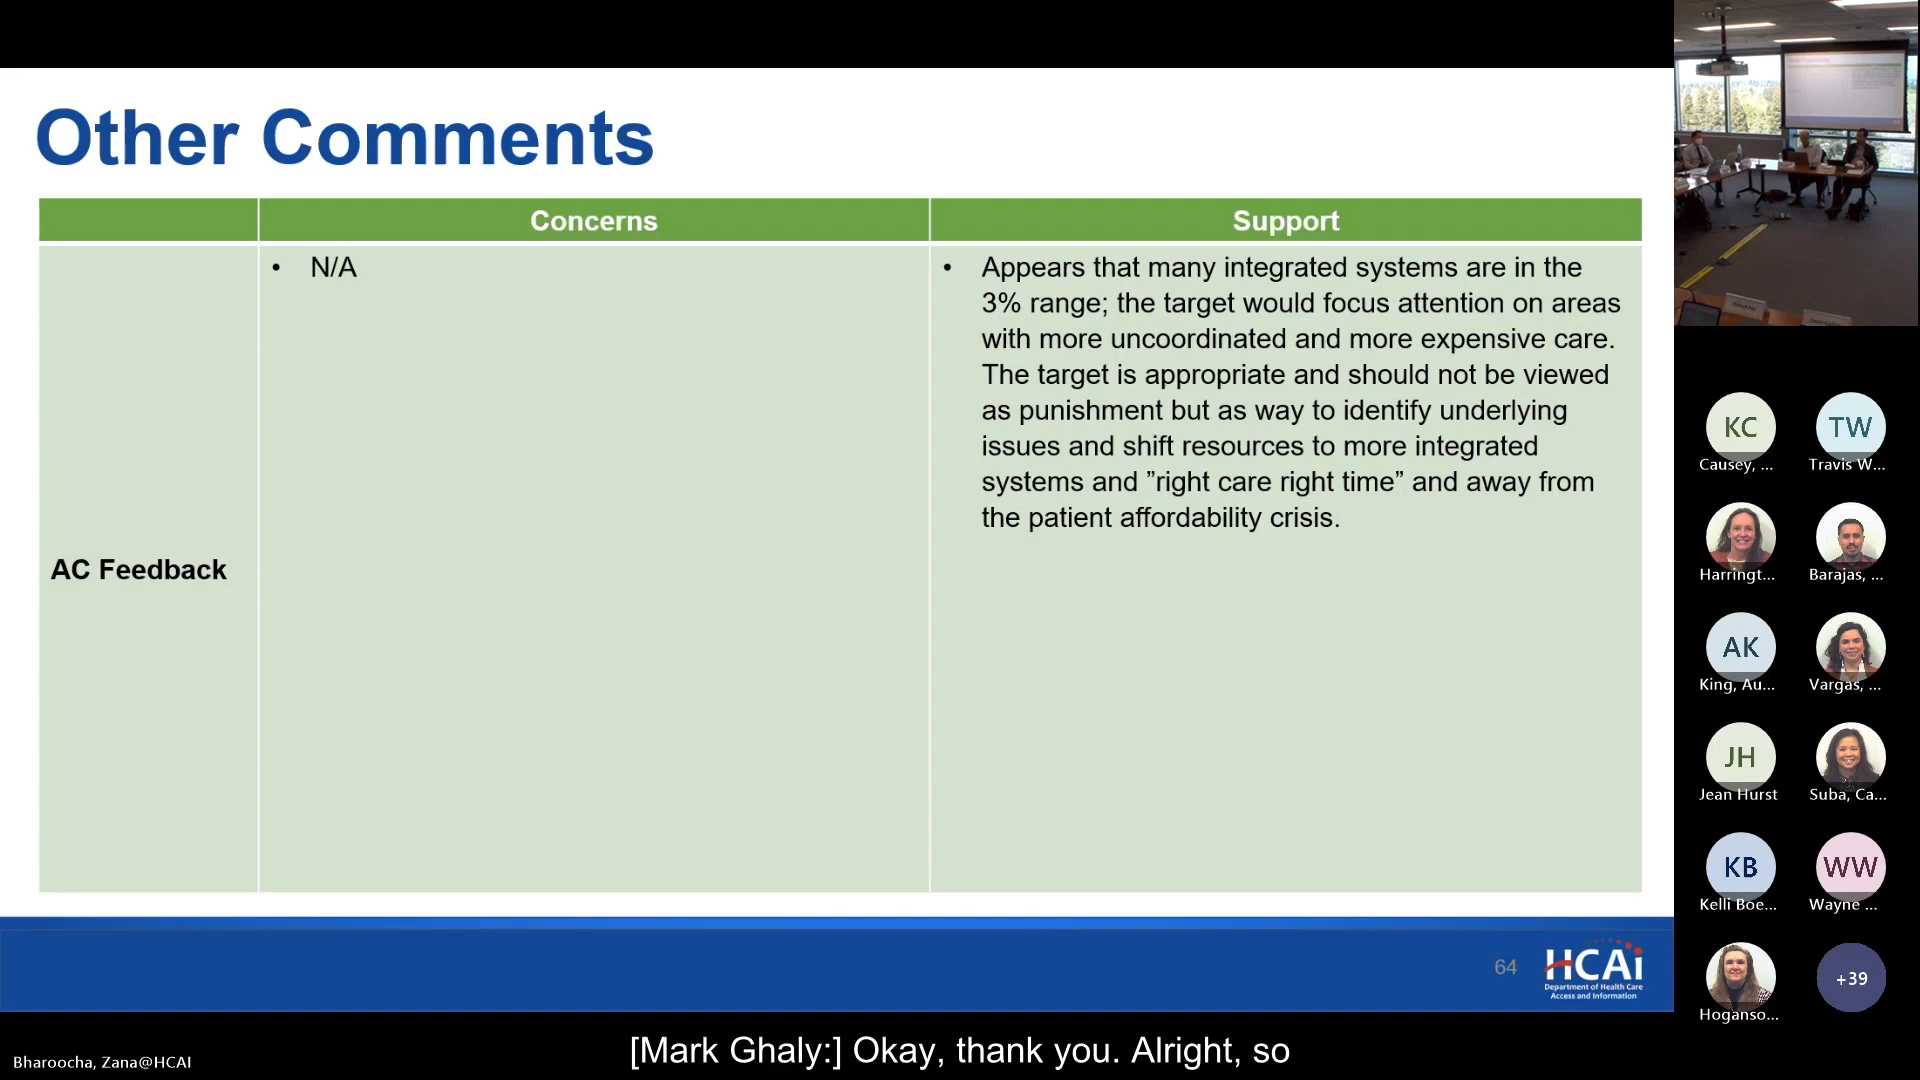 Other Comments
Concerns
Support
AC Feedback
• N/A
• Appears that many integrated systems are in the
3% range; the target would focus attention on areas
with more uncoordinated and more expensive care.
The target is appropriate and should not be viewed
as punishment but as way to identify underlying
issues and shift resources to more integrated
systems and ”right care right time” and away from
the patient affordability crisis.
64
HCAi
Department of Health Care
Access and Information
KC
Causey, ...
TW
Travis W...
Harringt...
Barajas, ...
AK
King, Au...
Vargas, ...
JH
Jean Hurst
Suba, Ca...
KB
Kelli Boe...
WW
Wayne ...
Hoganso...
+39
[Mark Ghaly:] Okay, thank you. Alright, so
Bharoocha, Zana@HCAI